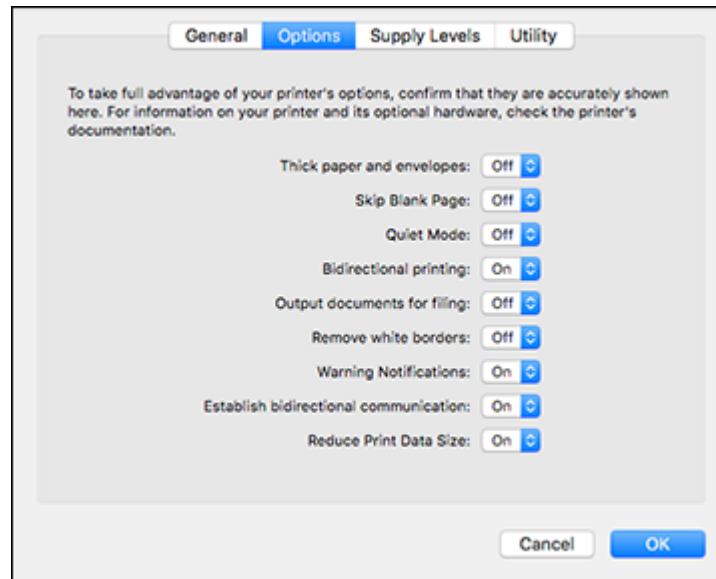 General Options Supply Levels Utility
To take full advantage of your printer's options, confirm that they are accurately shown
here. For information on your printer and its optional hardware, check the printer's
documentation.
Thick paper and envelopes: Off
Skip Blank Page: Off
Quiet Mode: Off
Bidirectional printing: On
Output documents for filing: Off
Remove white borders: Off
Warning Notifications: On
Establish bidirectional communication: On
Reduce Print Data Size: On
Cancel OK